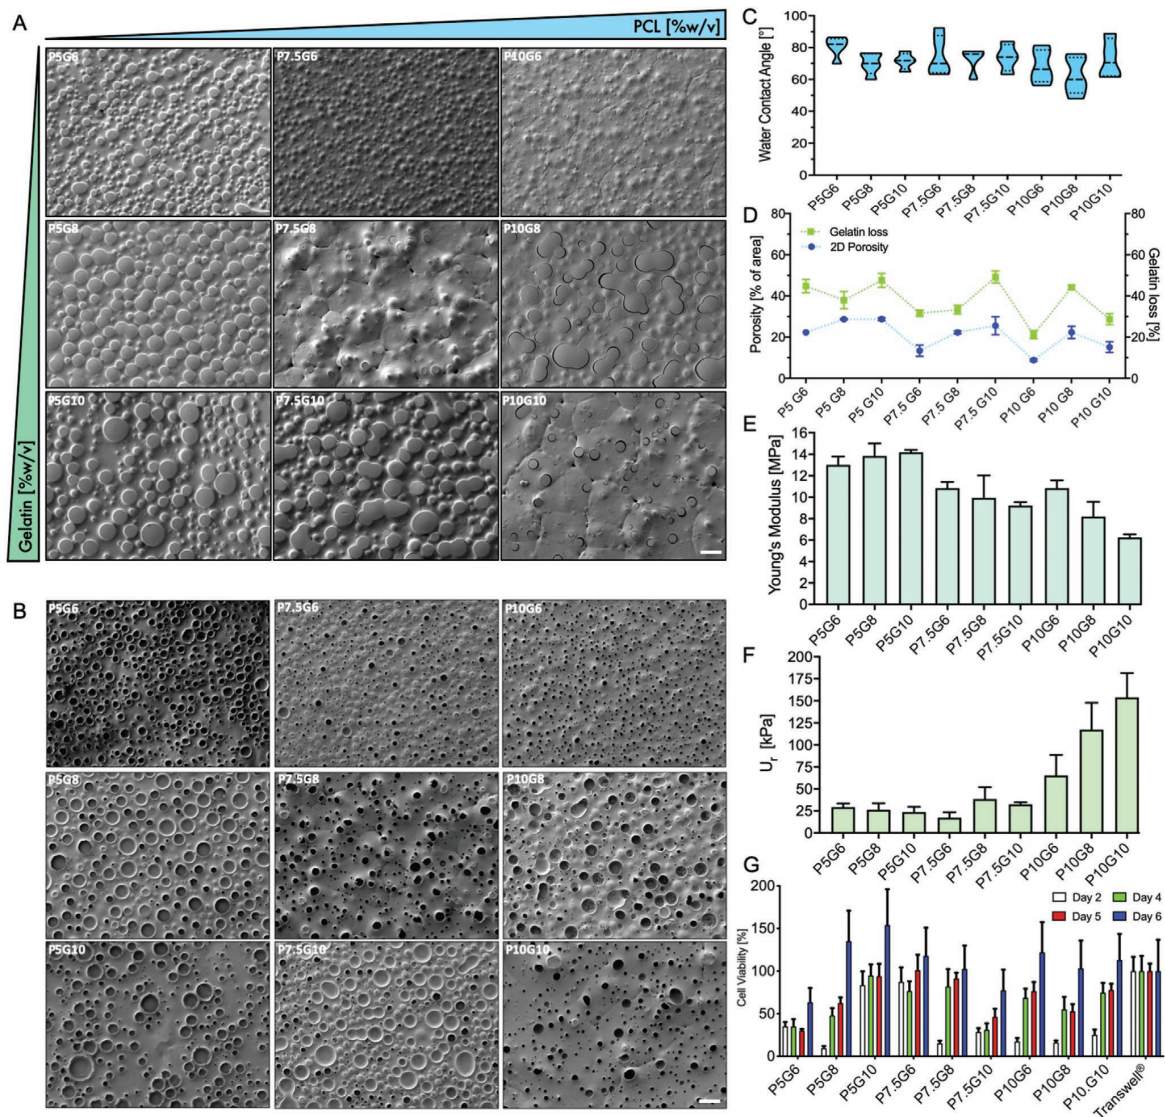 A
PCL [%w/v]
Gelatin [%w/v]
P5G6
P7.5G6
P10G6
P5G8
P7.5G8
P10G8
P5G10
P7.5G10
P10G10
B
P5G6
P7.5G6
P10G6
P5G8
P7.5G8
P10G8
P5G10
P7.5G10
P10G10
C
Water Contact Angle [°]
100
80
60
40
20
0
P5G6
P5G8
P5G10
P7.5G6
P7.5G8
P7.5G10
P10G6
P10G8
P10G10
D
Porosity [% of area]
80
60
40
20
0
Gelatin loss
2D Porosity
80
60
40
20
0
Gelatin loss [%]
P5 G6
P5 G8
P5 G10
P7.5 G6
P7.5 G8
P7.5 G10
P10 G6
P10 G8
P10 G10
E
Young's Modulus [MPa]
16
14
12
10
8
6
4
2
0
P5G6
P5G8
P5G10
P7.5G6
P7.5G8
P7.5G10
P10G6
P10G8
P10G10
F
Ur [kPa]
200
175
150
125
100
75
50
25
0
P5G6
P5G8
P5G10
P7.5G6
P7.5G8
P7.5G10
P10G6
P10G8
P10G10
G
Cell Viability [%]
200
150
100
50
0
Day 2
Day 4
Day 5
Day 6
P5G6
P5G8
P5G10
P7.5G6
P7.5G8
P7.5G10
P10G6
P10G8
P10.G10
Transwell®